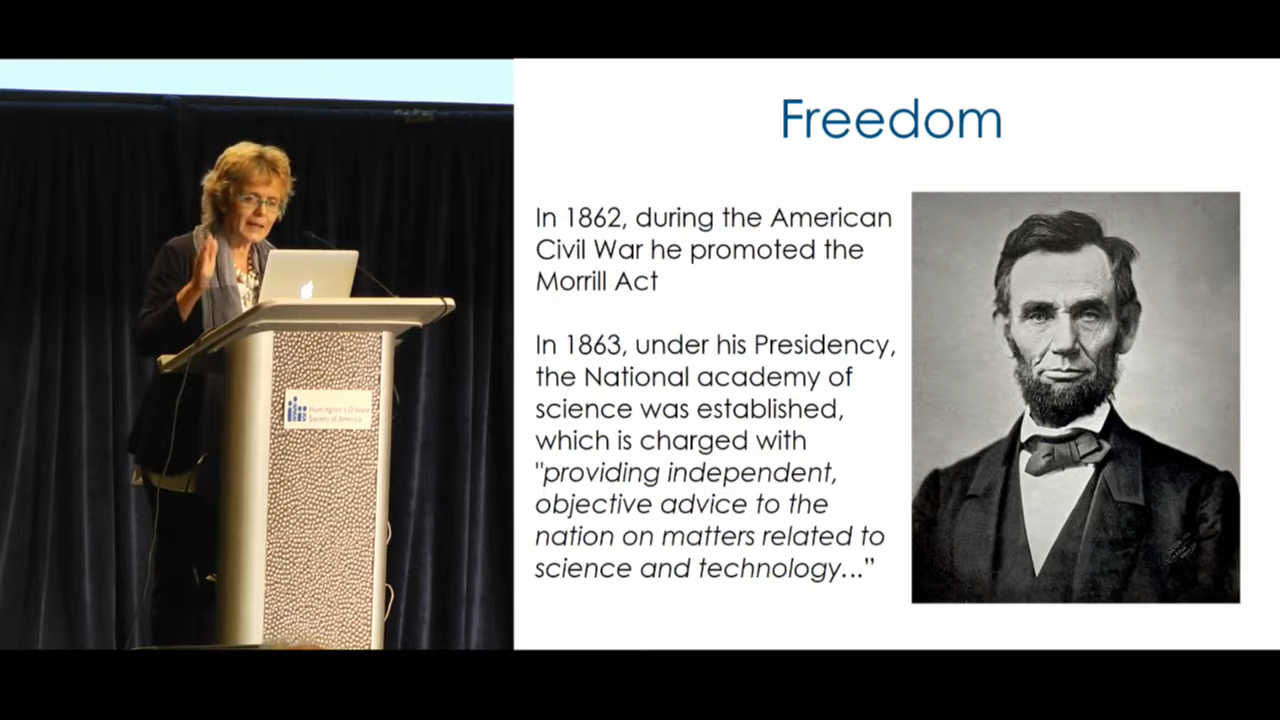 Freedom
In 1862, during the American
Civil War he promoted the
Morrill Act
In 1863, under his Presidency,
the National academy of
science was established,
which is charged with
"providing independent,
objective advice to the
nation on matters related to
science and technology..."
Huntington's Disease
Society of America